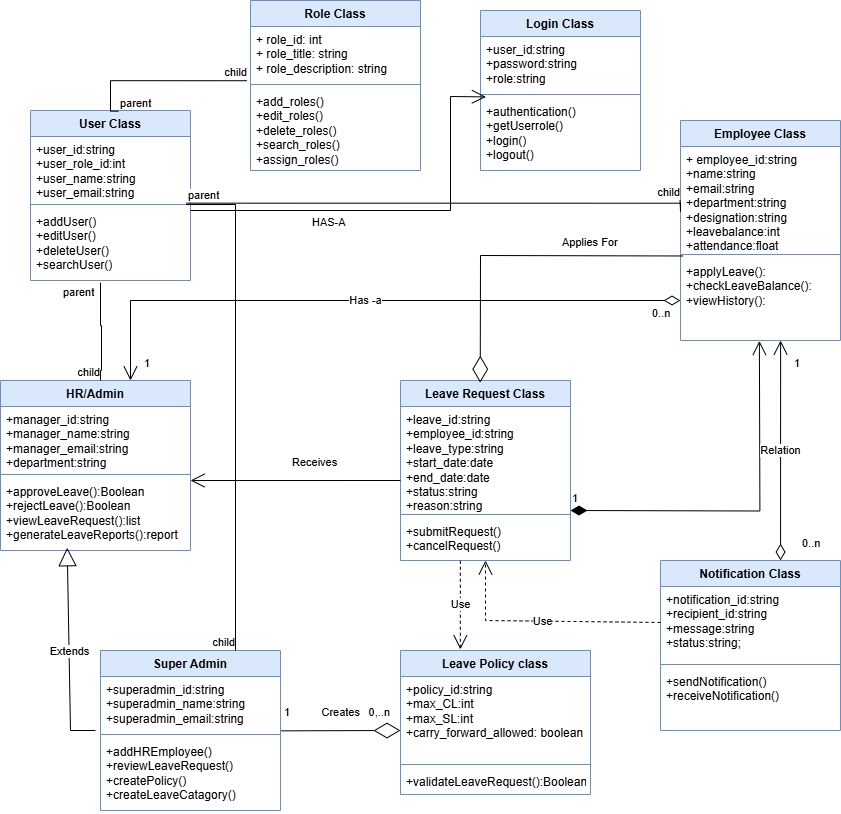 Role Class
+ role_id: int
+ role_title: string
+ role_description: string
+add_roles()
+edit_roles()
+delete_roles()
+search_roles()
+assign_roles()
Login Class
+user_id:string
+password:string
+role:string
+authentication()
+getUserrole()
+login()
+logout()
child
parent
User Class
+user_id:string
+user_role_id:int
+user_name:string
+user_email:string
+addUser()
+editUser()
+deleteUser()
+searchUser()
Employee Class
+ employee_id:string
+name:string
+email:string
+department:string
+designation:string
+leavebalance:int
+attendance:float
+applyLeave():
+checkLeaveBalance():
+viewHistory():
parent
child
HAS-A
Applies For
parent
Has -a
0..n
1
child
HR/Admin
+manager_id:string
+manager_name:string
+manager_email:string
+department:string
+approveLeave():Boolean
+rejectLeave():Boolean
+viewLeaveRequest():list
+generateLeaveReports():report
Receives
Leave Request Class
+leave_id:string
+employee_id:string
+leave_type:string
+start_date:date
+end_date:date
+status:string
+reason:string
+submitRequest()
+cancelRequest()
1
1
Relation
0..n
Notification Class
+notification_id:string
+recipient_id:string
+message:string
+status:string;
+sendNotification()
+receiveNotification()
Use
Use
Extends
child
Super Admin
+superadmin_id:string
+superadmin_name:string
+superadmin_email:string
+addHREmployee()
+reviewLeaveRequest()
+createPolicy()
+createLeaveCatagory()
1
Creates
0,..n
Leave Policy class
+policy_id:string
+max_CL:int
+max_SL:int
+carry_forward_allowed: boolean
+validateLeaveRequest():Boolean